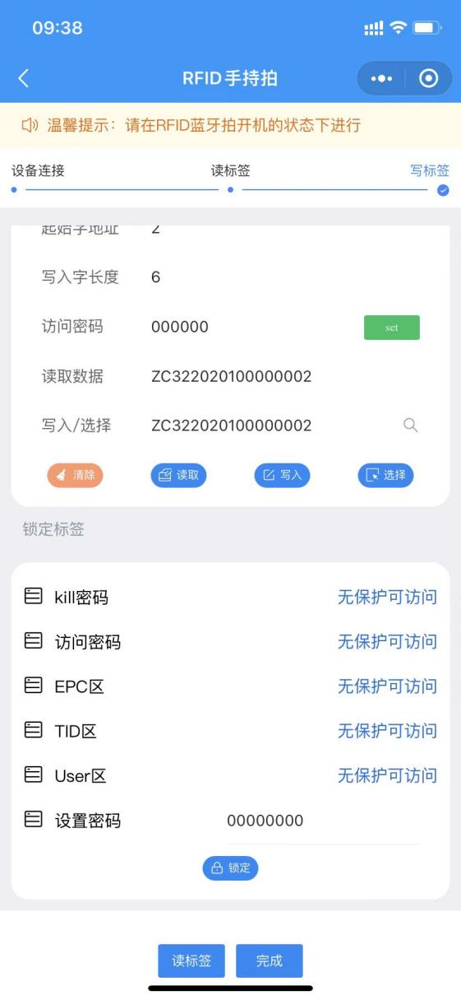 09:38
RFID手持拍
温馨提示：请在RFID蓝牙拍开机的状态下进行
设备连接 读标签 写标签
起始字地址 2
写入字长度 6
访问密码 000000 set
读取数据 ZC322020100000002
写入/选择 ZC322020100000002
清除 读取 写入 选择
锁定标签
kill密码 无保护可访问
访问密码 无保护可访问
EPC区 无保护可访问
TID区 无保护可访问
User区 无保护可访问
设置密码 00000000
锁定
读标签 完成